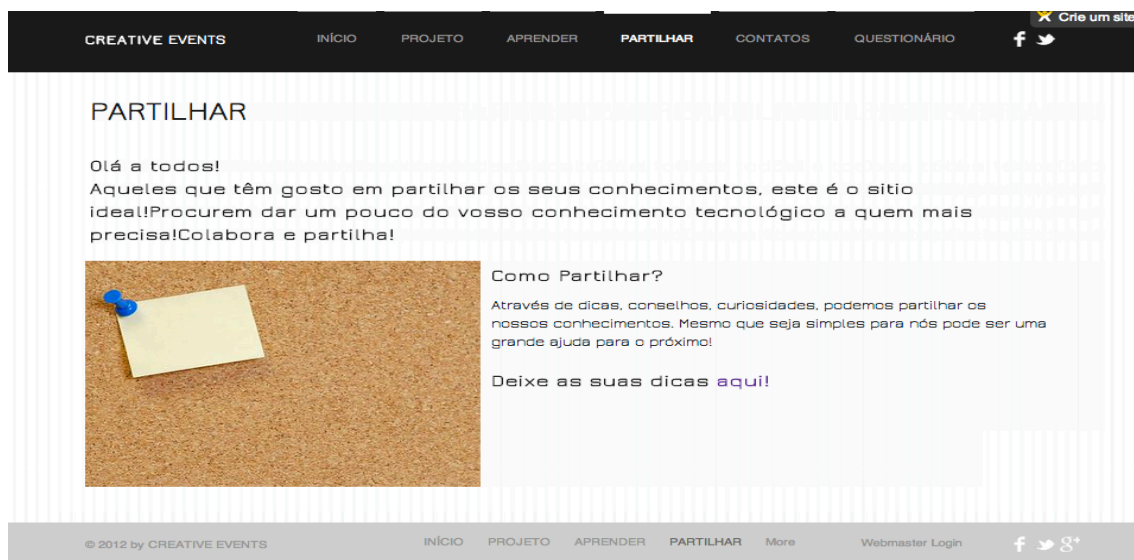 Crie um site
CREATIVE EVENTS INÍCIO PROJETO APRENDER PARTILHAR CONTATOS QUESTIONÁRIO
PARTILHAR
Olá a todos!
Aqueles que têm gosto em partilhar os seus conhecimentos, este é o sitio
ideal!Procurem dar um pouco do vosso conhecimento tecnológico a quem mais
precisa!Colabora e partilha!
Como Partilhar?
Através de dicas, conselhos, curiosidades, podemos partilhar os
nossos conhecimentos. Mesmo que seja simples para nós pode ser uma
grande ajuda para o próximo!
Deixe as suas dicas aqui!
© 2012 by CREATIVE EVENTS INÍCIO PROJETO APRENDER PARTILHAR More Webmaster Login